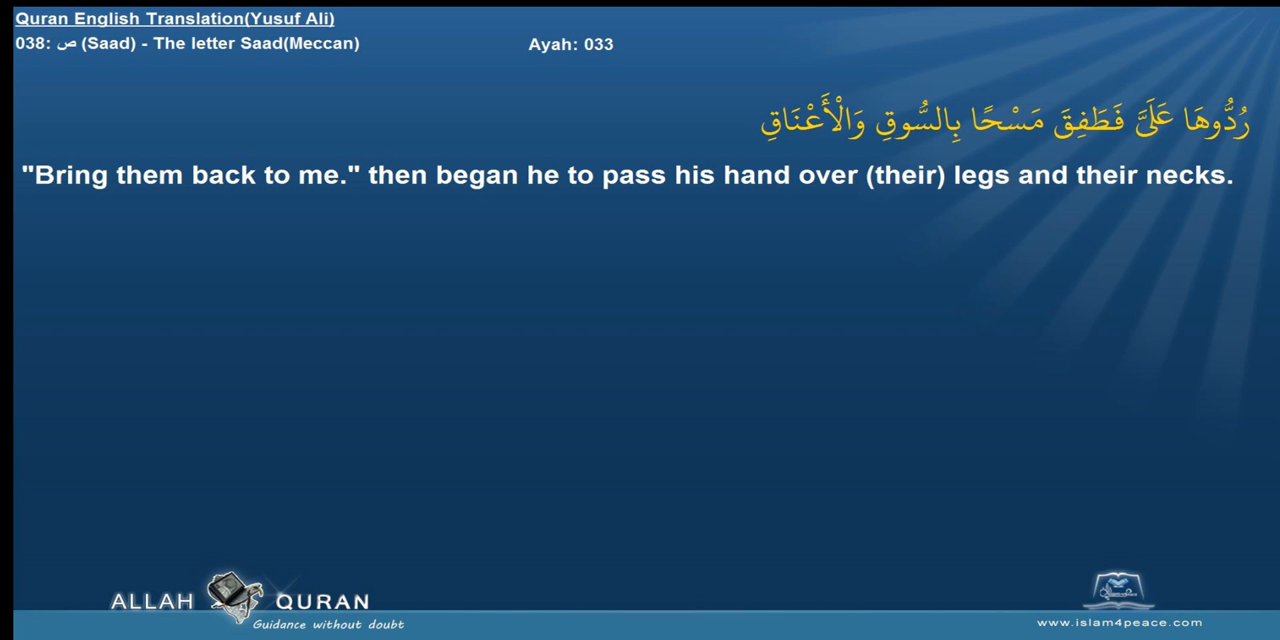 Quran English Translation(Yusuf Ali)
038: ص (Saad) - The letter Saad(Meccan)
Ayah: 033
رُدُّوهَا عَلَيَّ فَطَفِقَ مَسْحًا بِالسُّوقِ وَالْأَعْنَاقِ
"Bring them back to me." then began he to pass his hand over (their) legs and their necks.
ALLAH QURAN
Guidance without doubt
www.islam4peace.com